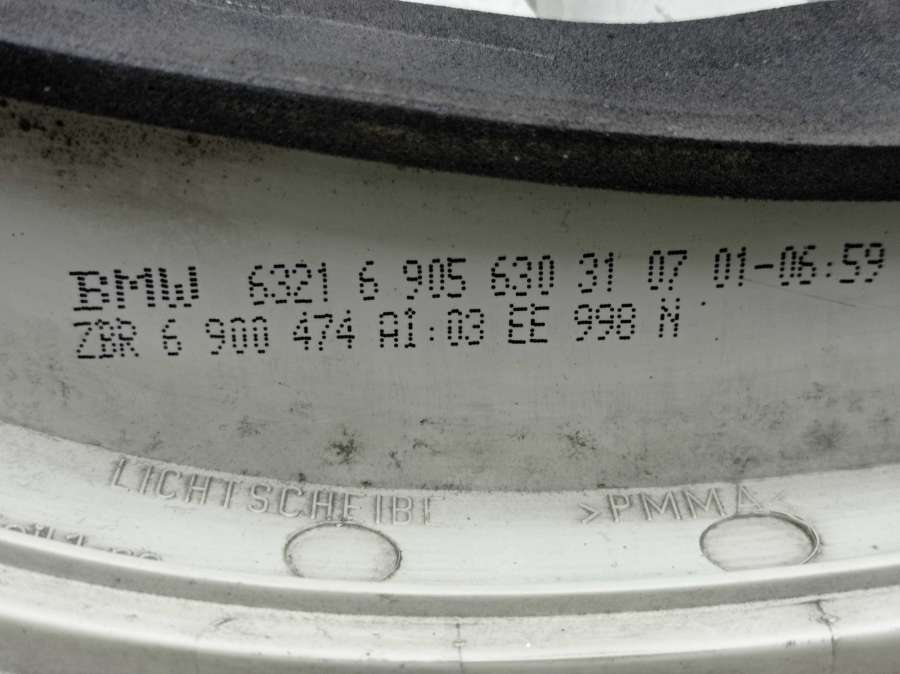 BMW 6321 6 905 630 31 07 01-06:59
ZBR 6 900 474 AI:03 EE 998 N
LICHTSCHEIBE >PMMA<